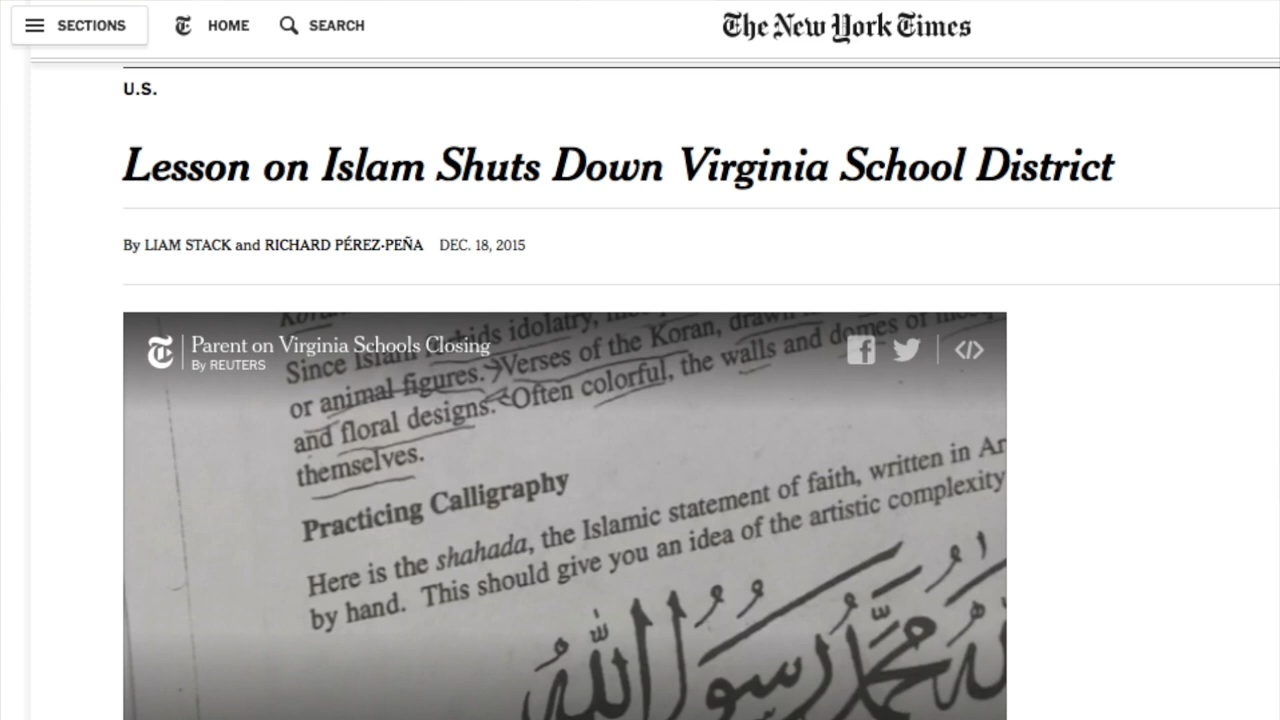 SECTIONS HOME SEARCH The New York Times
U.S.
Lesson on Islam Shuts Down Virginia School District
By LIAM STACK and RICHARD PÉREZ-PEÑA DEC. 18, 2015
Parent on Virginia Schools Closing
By REUTERS
Since Islam idolatry,
or animal figures. Verses of the Koran, drawn
and floral designs. Often colorful, the walls and domes of
themselves.
Practicing Calligraphy
Here is the shahada, the Islamic statement of faith, written in
by hand. This should give you an idea of the artistic complexity
محمد رسول الله